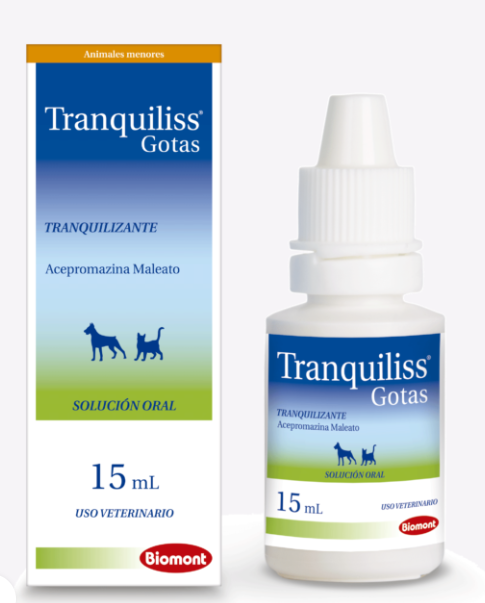 Animales menores
Tranquiliss®
Gotas
TRANQUILIZANTE
Acepromazina Maleato
SOLUCIÓN ORAL
15 mL
USO VETERINARIO
Biomont
Tranquiliss®
Gotas
TRANQUILIZANTE
Acepromazina Maleato
SOLUCIÓN ORAL
15 mL
USO VETERINARIO
Biomont